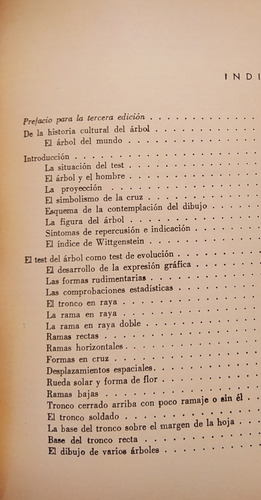 INDI
Prefacio para la tercera edición . . . . . . . . . . .
De la historia cultural del árbol . . . . . . . . . .
El árbol del mundo . . . . . . . . . . . .
Introducción . . . . . . . . . . . . . . . .
La situación del test . . . . . . . . . . . .
El árbol y el hombre . . . . . . . . . . . .
La proyección . . . . . . . . . . . . . .
El simbolismo de la cruz . . . . . . . . . . .
Esquema de la contemplación del dibujo . . . . . .
La figura del árbol . . . . . . . . . . . .
Síntomas de repercusión e indicación . . . . . . .
El índice de Wittgenstein . . . . . . . . . .
El test del árbol como test de evolución . . . . . . .
El desarrollo de la expresión gráfica . . . . . . .
Las formas rudimentarias . . . . . . . . . .
Las comprobaciones estadísticas . . . . . . . .
El tronco en raya . . . . . . . . . . . .
La rama en raya . . . . . . . . . . . .
La rama en raya doble . . . . . . . . . .
Ramas rectas . . . . . . . . . . . . .
Ramas horizontales . . . . . . . . . . .
Formas en cruz . . . . . . . . . . . .
Desplazamientos espaciales . . . . . . . . .
Rueda solar y forma de flor . . . . . . . . .
Ramas bajas . . . . . . . . . . . . .
Tronco cerrado arriba con poco ramaje o sin él . .
El tronco soldado . . . . . . . . . . . .
La base del tronco sobre el margen de la hoja . .
Base del tronco recta . . . . . . . . . . .
El dibujo de varios árboles . . . . . . . . .